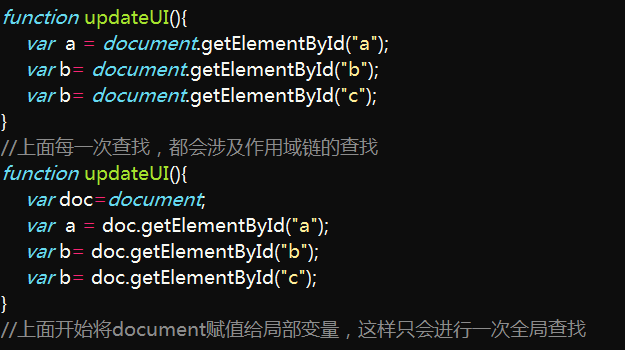 function updateUI(){
var a = document.getElementById("a");
var b= document.getElementById("b");
var b= document.getElementById("c");
}
//上面每一次查找，都会涉及作用域链的查找
function updateUI(){
var doc=document;
var a = doc.getElementById("a");
var b= doc.getElementById("b");
var b= doc.getElementById("c");
}
//上面开始将document赋值给局部变量，这样只会进行一次全局查找